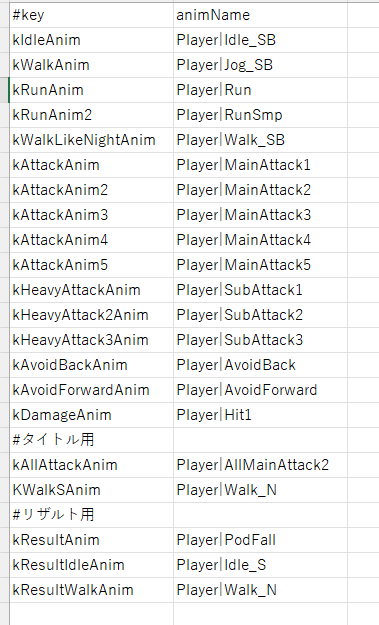 #key animName
kIdleAnim Player|Idle_SB
kWalkAnim Player|Jog_SB
kRunAnim Player|Run
kRunAnim2 Player|RunSmp
kWalkLikeNightAnim Player|Walk_SB
kAttackAnim Player|MainAttack1
kAttackAnim2 Player|MainAttack2
kAttackAnim3 Player|MainAttack3
kAttackAnim4 Player|MainAttack4
kAttackAnim5 Player|MainAttack5
kHeavyAttackAnim Player|SubAttack1
kHeavyAttack2Anim Player|SubAttack2
kHeavyAttack3Anim Player|SubAttack3
kAvoidBackAnim Player|AvoidBack
kAvoidForwardAnim Player|AvoidForward
kDamageAnim Player|Hit1
#タイトル用
kAllAttackAnim Player|AllMainAttack2
KWalkSAnim Player|Walk_N
#リザルト用
kResultAnim Player|PodFall
kResultIdleAnim Player|Idle_S
kResultWalkAnim Player|Walk_N